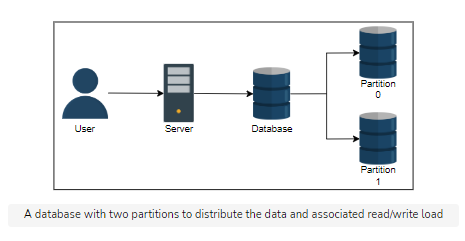 User
Server
Database
Partition
0
Partition
1
A database with two partitions to distribute the data and associated read/write load